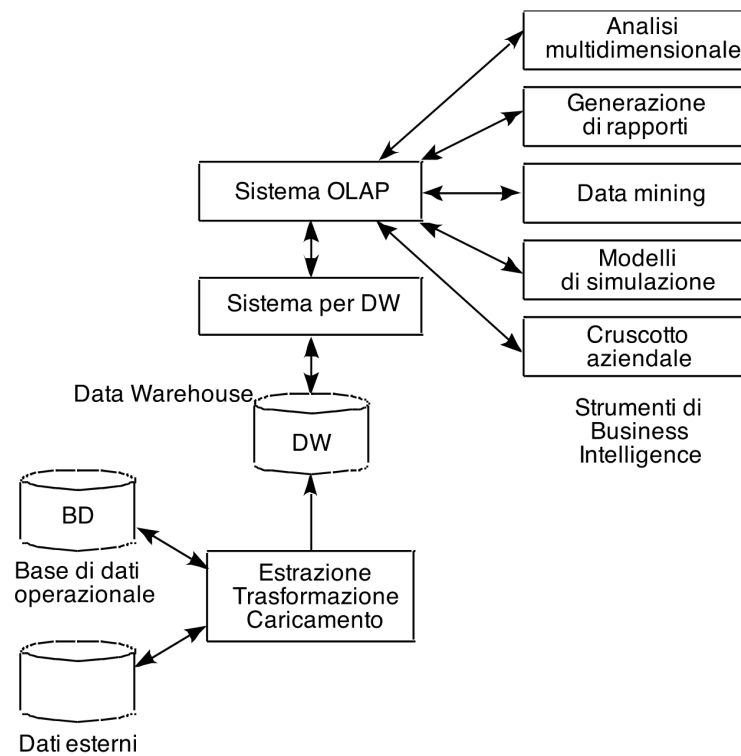 Analisi
multidimensionale
Generazione
di rapporti
Sistema OLAP
Data mining
Modelli
di simulazione
Sistema per DW
Cruscotto
aziendale
Data Warehouse
DW
Strumenti di
Business
Intelligence
BD
Base di dati
operazionale
Estrazione
Trasformazione
Caricamento
Dati esterni